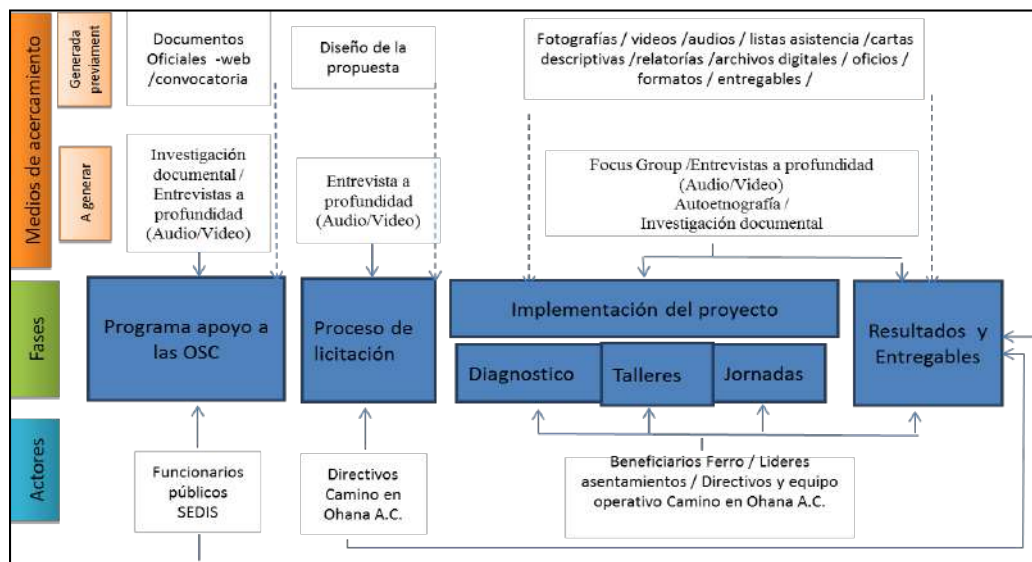 Medios de acercamiento
Generada
previament
Documentos
Oficiales -web
/convocatoria
Diseño de la
propuesta
Fotografías / videos /audios / listas asistencia /cartas
descriptivas /relatorías /archivos digitales / oficios /
formatos / entregables /
A generar
Investigación
documental /
Entrevistas a
profundidad
(Audio/Video)
Entrevista a
profundidad
(Audio/Video)
Focus Group /Entrevistas a profundidad
(Audio/Video)
Autoetnografía /
Investigación documental
Fases
Programa apoyo a
las OSC
Proceso de
licitación
Implementación del proyecto
Diagnostico
Talleres
Jornadas
Resultados y
Entregables
Actores
Funcionarios
públicos
SEDIS
Directivos
Camino en
Ohana A.C.
Beneficiarios Ferro / Lideres
asentamientos / Directivos y equipo
operativo Camino en Ohana A.C.